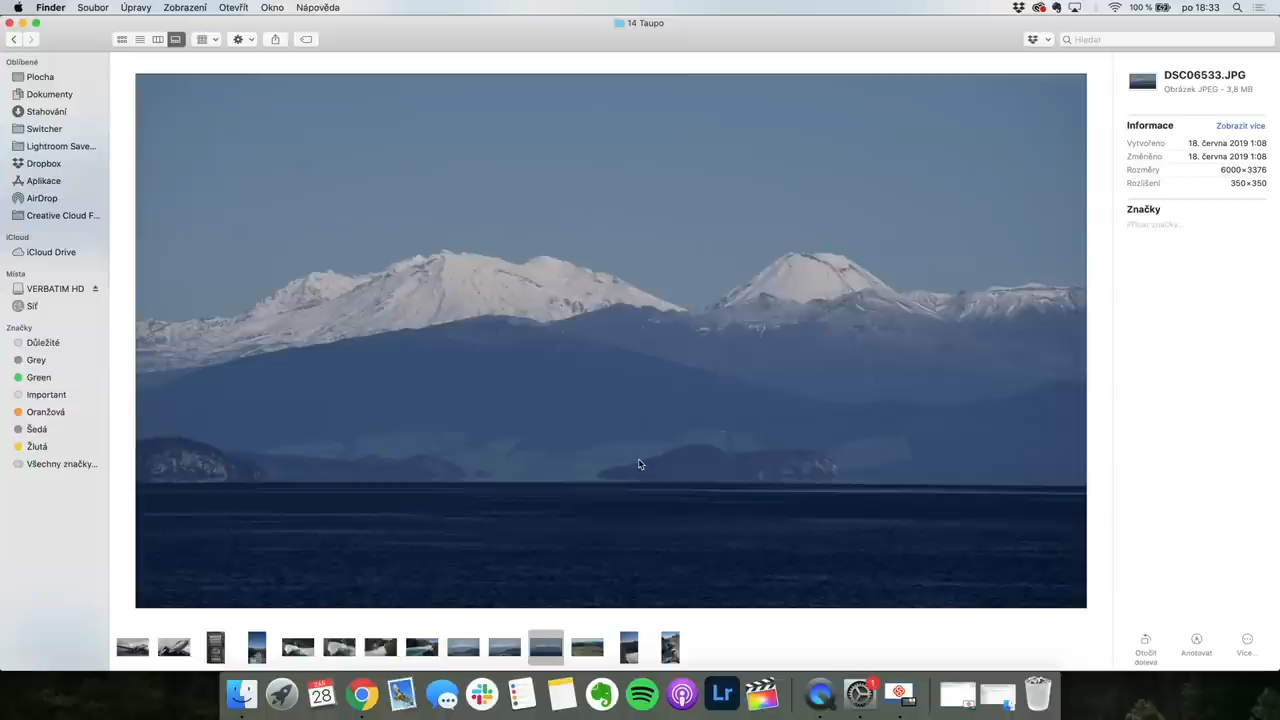 Finder Soubor Úpravy Zobrazení Otevřít Okno Nápověda 100 % po 18:33
14 Taupo
Hledat
Oblíbené
Plocha
Dokumenty
Stahování
Switcher
Lightroom Save...
Dropbox
Aplikace
AirDrop
Creative Cloud F...
iCloud
iCloud Drive
Místa
VERBATIM HD
Síť
Značky
Důležité
Grey
Green
Important
Oranžová
Šedá
Žlutá
Všechny značky...
DSC06533.JPG
Obrázek JPEG - 3,8 MB
Informace Zobrazit více
Vytvořeno 18. června 2019 1:08
Změněno 18. června 2019 1:08
Rozměry 6000×3376
Rozlišení 350×350
Značky
Přidat značky...
Otočit doleva
Anotovat
Více...
28
1
Lr